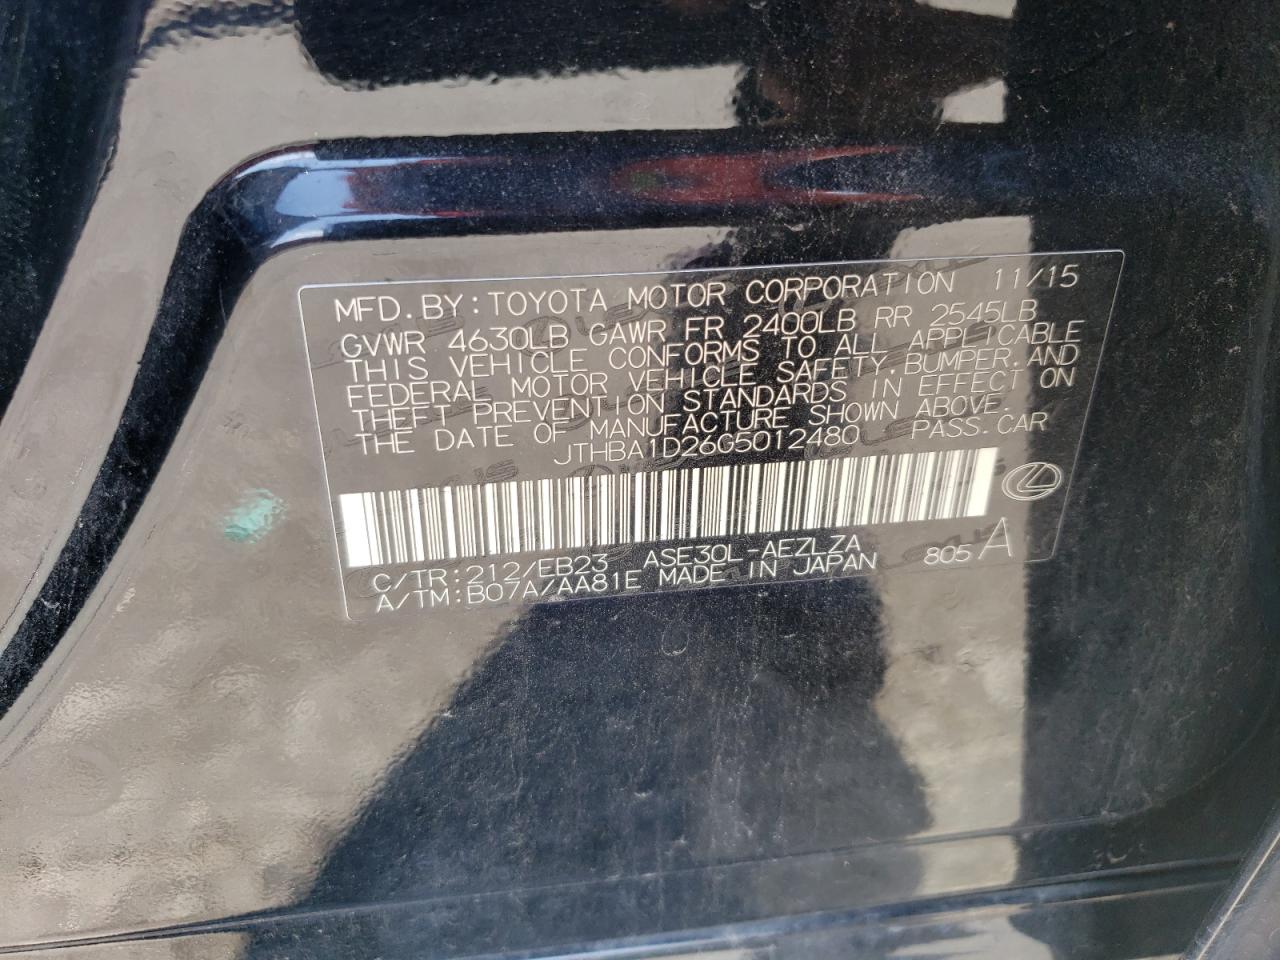 MFD. BY: TOYOTA MOTOR CORPORATION 11/15
GVWR 4630LB GAWR FR 2400LB RR 2545LB
THIS VEHICLE CONFORMS TO ALL APPLICABLE
FEDERAL MOTOR VEHICLE SAFETY, BUMPER, AND
THEFT PREVENTION STANDARDS IN EFFECT ON
THE DATE OF MANUFACTURE SHOWN ABOVE.
JTHBA1D26G5012480 PASS. CAR
C/TR: 212/EB23 ASE30L-AEZLZA 805 A
A/TM: B07A/AA81E MADE IN JAPAN